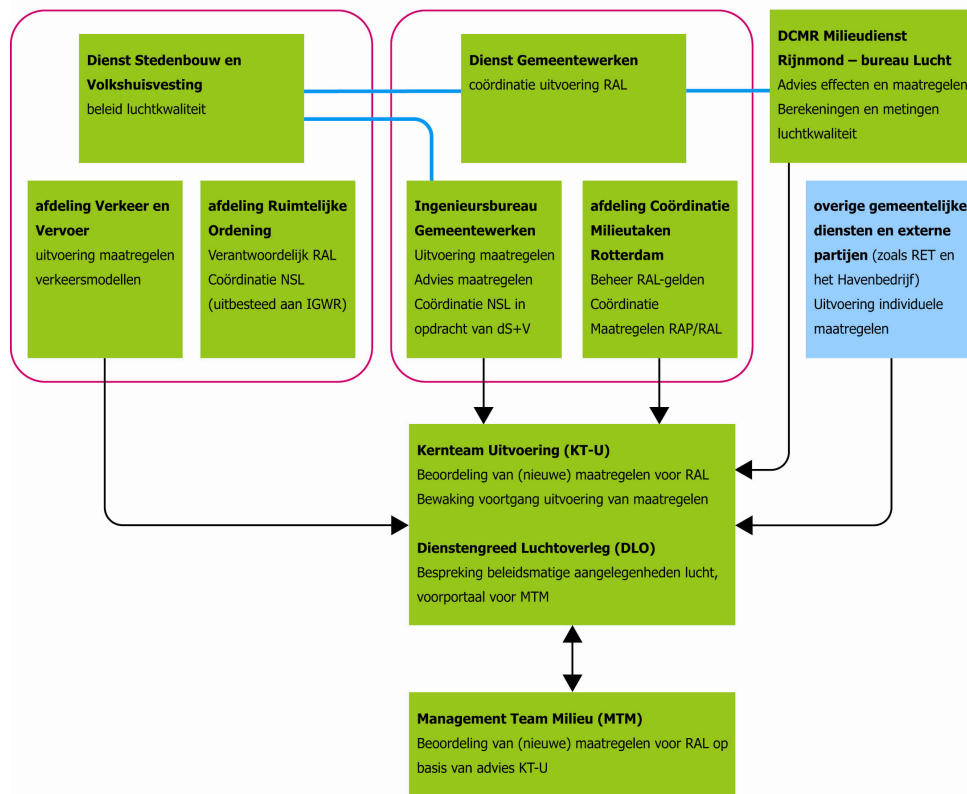 Dienst Stedenbouw en
Volkshuisvesting
beleid luchtkwaliteit
Dienst Gemeentewerken
coördinatie uitvoering RAL
DCMR Milieudienst
Rijnmond – bureau Lucht
Advies effecten en maatregelen
Berekeningen en metingen
luchtkwaliteit
afdeling Verkeer en
Vervoer
uitvoering maatregelen
verkeersmodellen
afdeling Ruimtelijke
Ordening
Verantwoordelijk RAL
Coördinatie NSL
(uitbesteed aan IGWR)
Ingenieursbureau
Gemeentewerken
Uitvoering maatregelen
Advies maatregelen
Coördinatie NSL in
opdracht van dS+V
afdeling Coördinatie
Milieutaken
Rotterdam
Beheer RAL-gelden
Coördinatie
Maatregelen RAP/RAL
overige gemeentelijke
diensten en externe
partijen (zoals RET en
het Havenbedrijf)
Uitvoering individuele
maatregelen
Kernteam Uitvoering (KT-U)
Beoordeling van (nieuwe) maatregelen voor RAL
Bewaking voortgang uitvoering van maatregelen
Dienstengreed Luchtoverleg (DLO)
Bespreking beleidsmatige aangelegenheden lucht,
voorportaal voor MTM
Management Team Milieu (MTM)
Beoordeling van (nieuwe) maatregelen voor RAL op
basis van advies KT-U